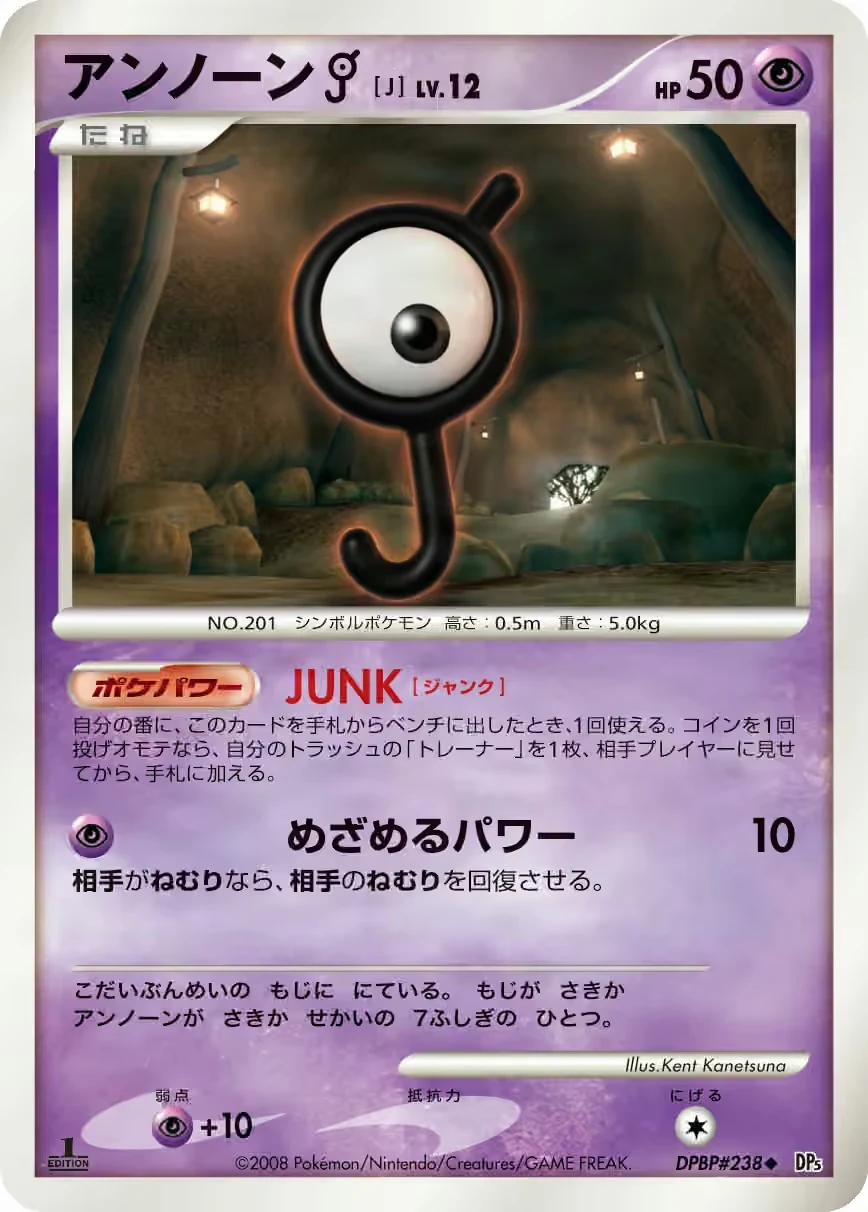 アンノーン [J] LV.12 HP 50
たね
NO.201 シンボルポケモン 高さ:0.5m 重さ:5.0kg
ポケパワー JUNK [ジャンク]
自分の番に、このカードを手札からベンチに出したとき、1回使える。コインを1回
投げオモテなら、自分のトラッシュの「トレーナー」を1枚、相手プレイヤーに見せ
てから、手札に加える。
めざめるパワー 10
相手がねむりなら、相手のねむりを回復させる。
こだいぶんめいの もじに にている。 もじが さきか
アンノーンが さきか せかいの 7ふしぎの ひとつ。
Illus.Kent Kanetsuna
弱点 抵抗力 にげる
+10
1 EDITION ©2008 Pokémon/Nintendo/Creatures/GAME FREAK. DPBP#238◆ DP5